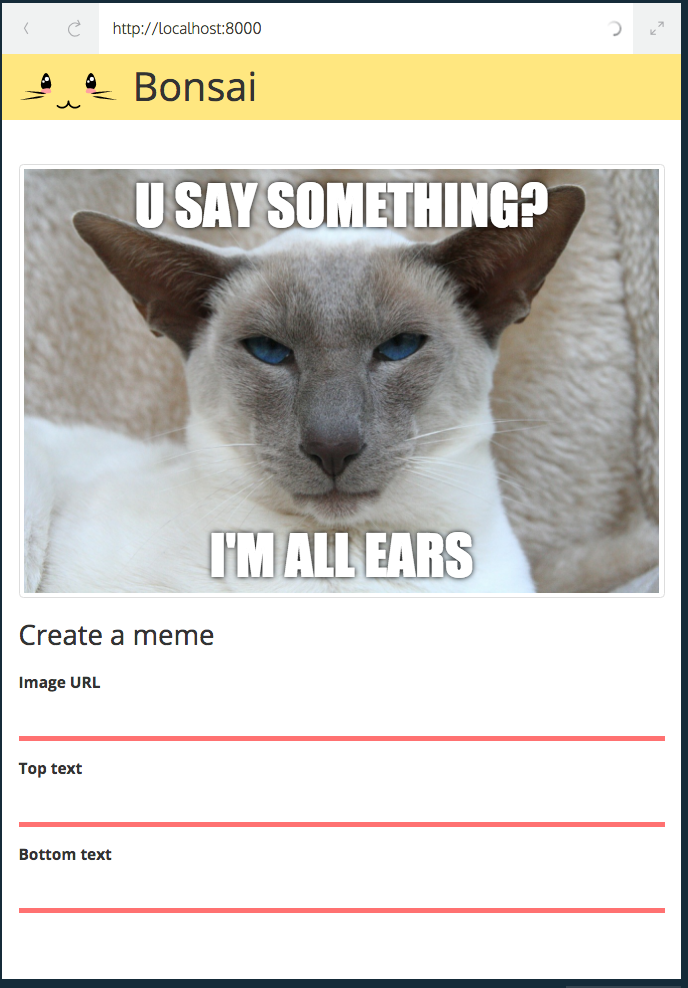 http://localhost:8000
Bonsai
U SAY SOMETHING?
I'M ALL EARS
Create a meme
Image URL
Top text
Bottom text